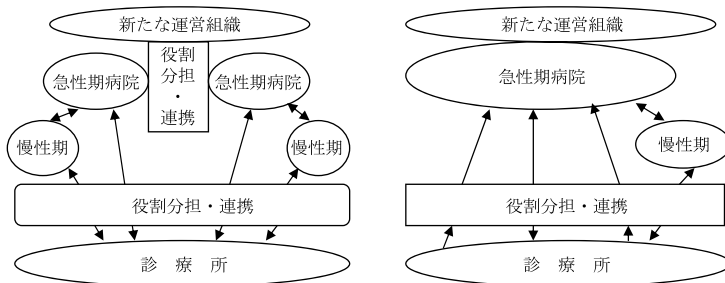 新たな運営組織
役割
分担
・
連携
急性期病院
急性期病院
慢性期
慢性期
役割分担・連携
診 療 所
新たな運営組織
急性期病院
慢性期
役割分担・連携
診 療 所